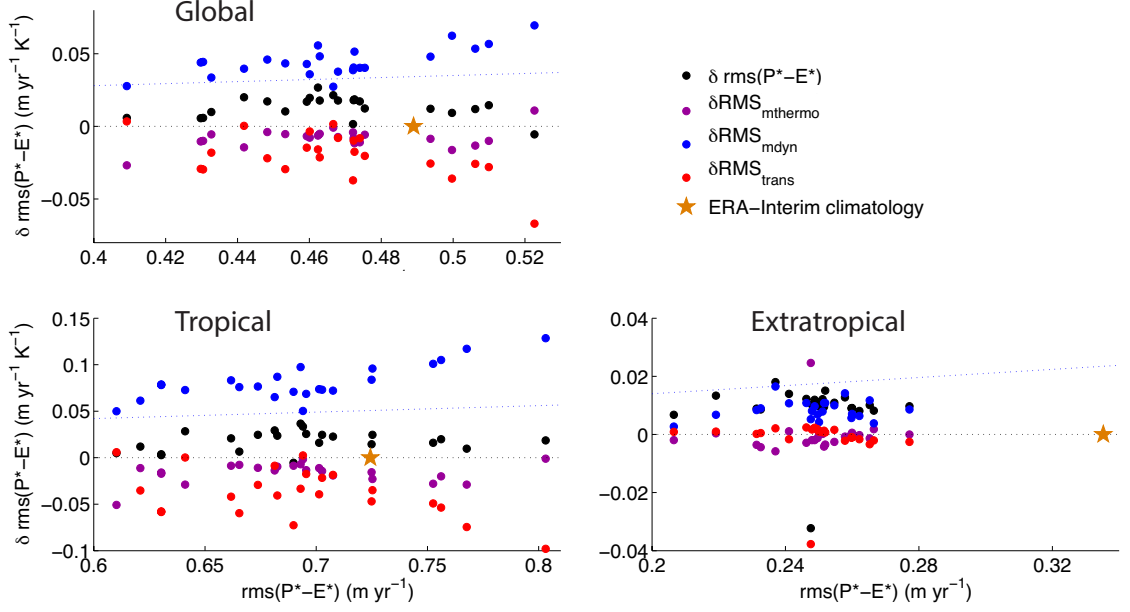 Global
δ rms(P*−E*) (m yr⁻¹ K⁻¹)
0.05
0
−0.05
0.4 0.42 0.44 0.46 0.48 0.5 0.52
δ rms(P*−E*)
δRMS_mthermo
δRMS_mdyn
δRMS_trans
ERA−Interim climatology
Tropical
δ rms(P*−E*) (m yr⁻¹ K⁻¹)
0.15
0.1
0.05
0
−0.05
−0.1
0.6 0.65 0.7 0.75 0.8
rms(P*−E*) (m yr⁻¹)
Extratropical
0.04
0.02
0
−0.02
−0.04
0.2 0.24 0.28 0.32
rms(P*−E*) (m yr⁻¹)